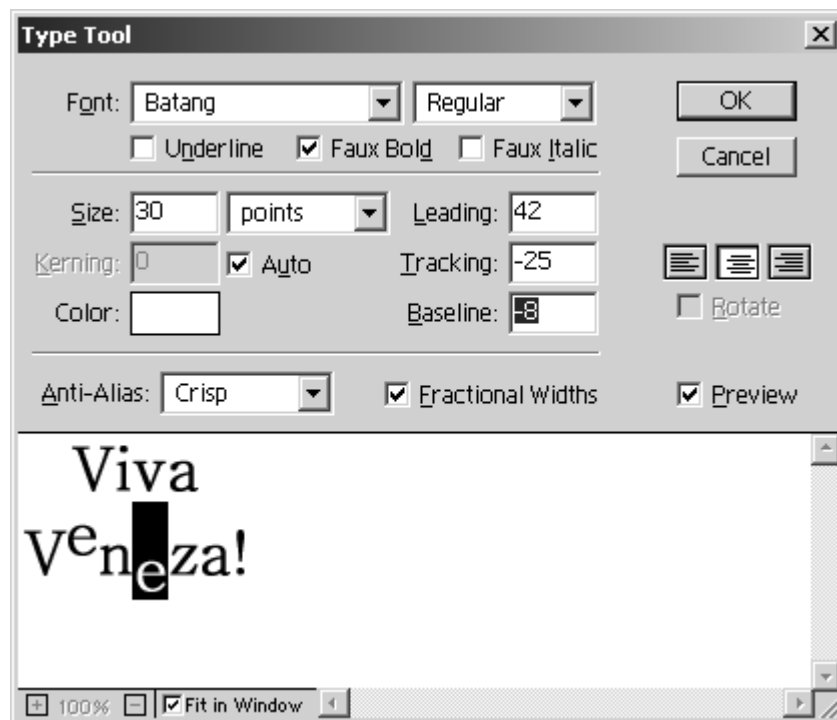 Type Tool
Font: Batang Regular OK
Underline Faux Bold Faux Italic Cancel
Size: 30 points Leading: 42
Kerning: 0 Auto Tracking: -25
Color: Baseline: -8 Rotate
Anti-Alias: Crisp Fractional Widths Preview
Viva
Veneza!
100% Fit in Window